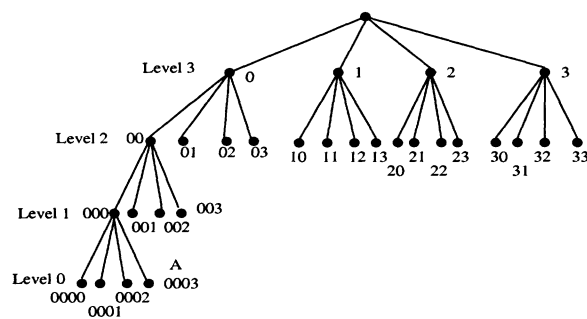 Level 3 0 1 2 3
Level 2 00 01 02 03 10 11 12 13 20 21 22 23 30 31 32 33
Level 1 000 001 002 003
A
Level 0 0000 0001 0002 0003